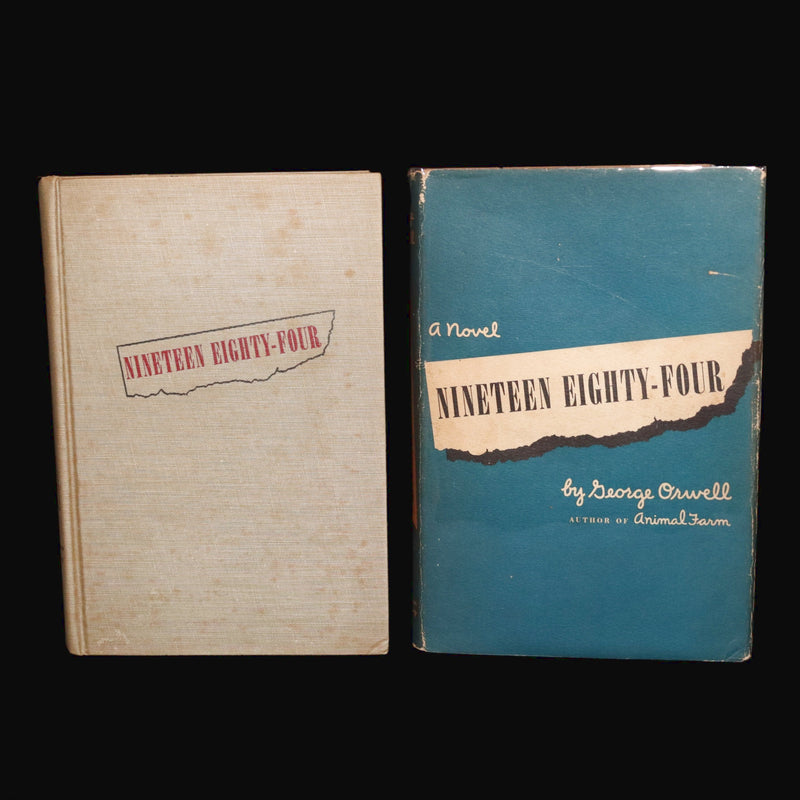 NINETEEN EIGHTY-FOUR
a Novel
NINETEEN EIGHTY-FOUR
by George Orwell
AUTHOR OF Animal Farm